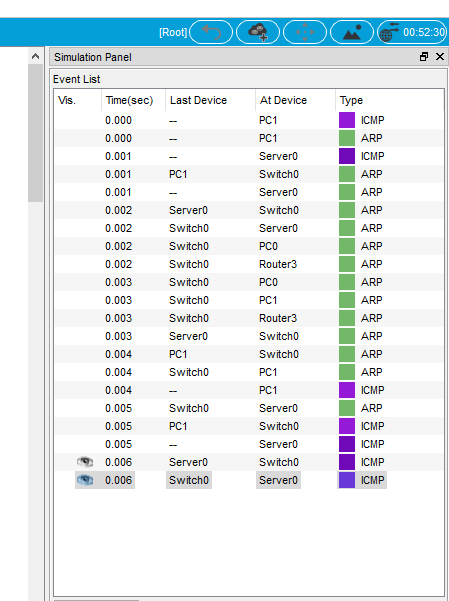 [Root]
00:52:30
Simulation Panel
Event List
Vis. Time(sec) Last Device At Device Type
0.000 -- PC1 ICMP
0.000 -- PC1 ARP
0.001 -- Server0 ICMP
0.001 PC1 Switch0 ARP
0.001 -- Server0 ARP
0.002 Server0 Switch0 ARP
0.002 Switch0 Server0 ARP
0.002 Switch0 PC0 ARP
0.002 Switch0 Router3 ARP
0.003 Switch0 PC0 ARP
0.003 Switch0 PC1 ARP
0.003 Switch0 Router3 ARP
0.003 Server0 Switch0 ARP
0.004 PC1 Switch0 ARP
0.004 Switch0 PC1 ARP
0.004 -- PC1 ICMP
0.005 Switch0 Server0 ARP
0.005 PC1 Switch0 ICMP
0.005 -- Server0 ICMP
0.006 Server0 Switch0 ICMP
0.006 Switch0 Server0 ICMP